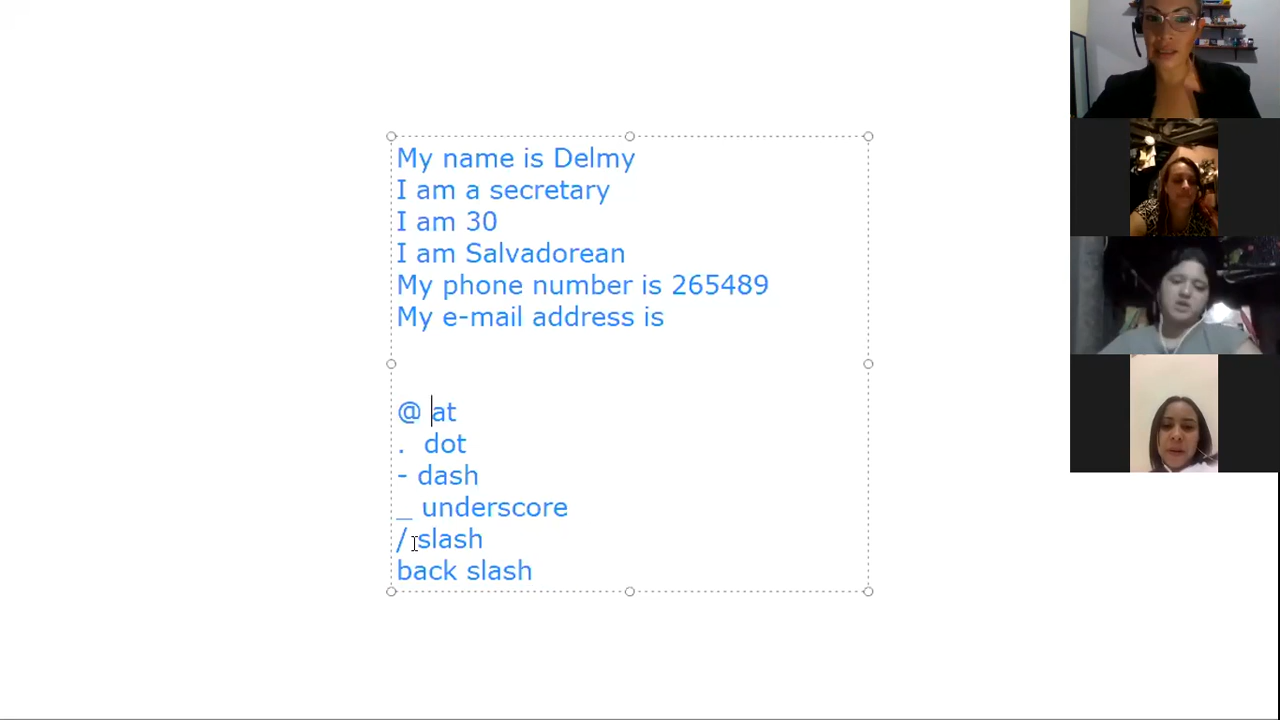 My name is Delmy
I am a secretary
I am 30
I am Salvadorean
My phone number is 265489
My e-mail address is
@ at
. dot
- dash
_ underscore
/ slash
back slash